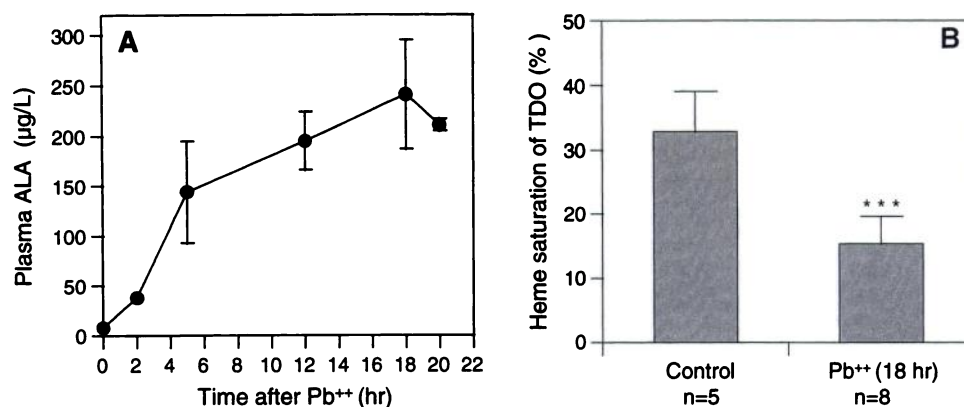 A
Plasma ALA (µg/L)
300
250
200
150
100
50
0
0 2 4 6 8 10 12 14 16 18 20 22
Time after Pb++ (hr)
B
Heme saturation of TDO (%)
50
40
30
20
10
0
* * *
Control Pb++ (18 hr)
n=5 n=8